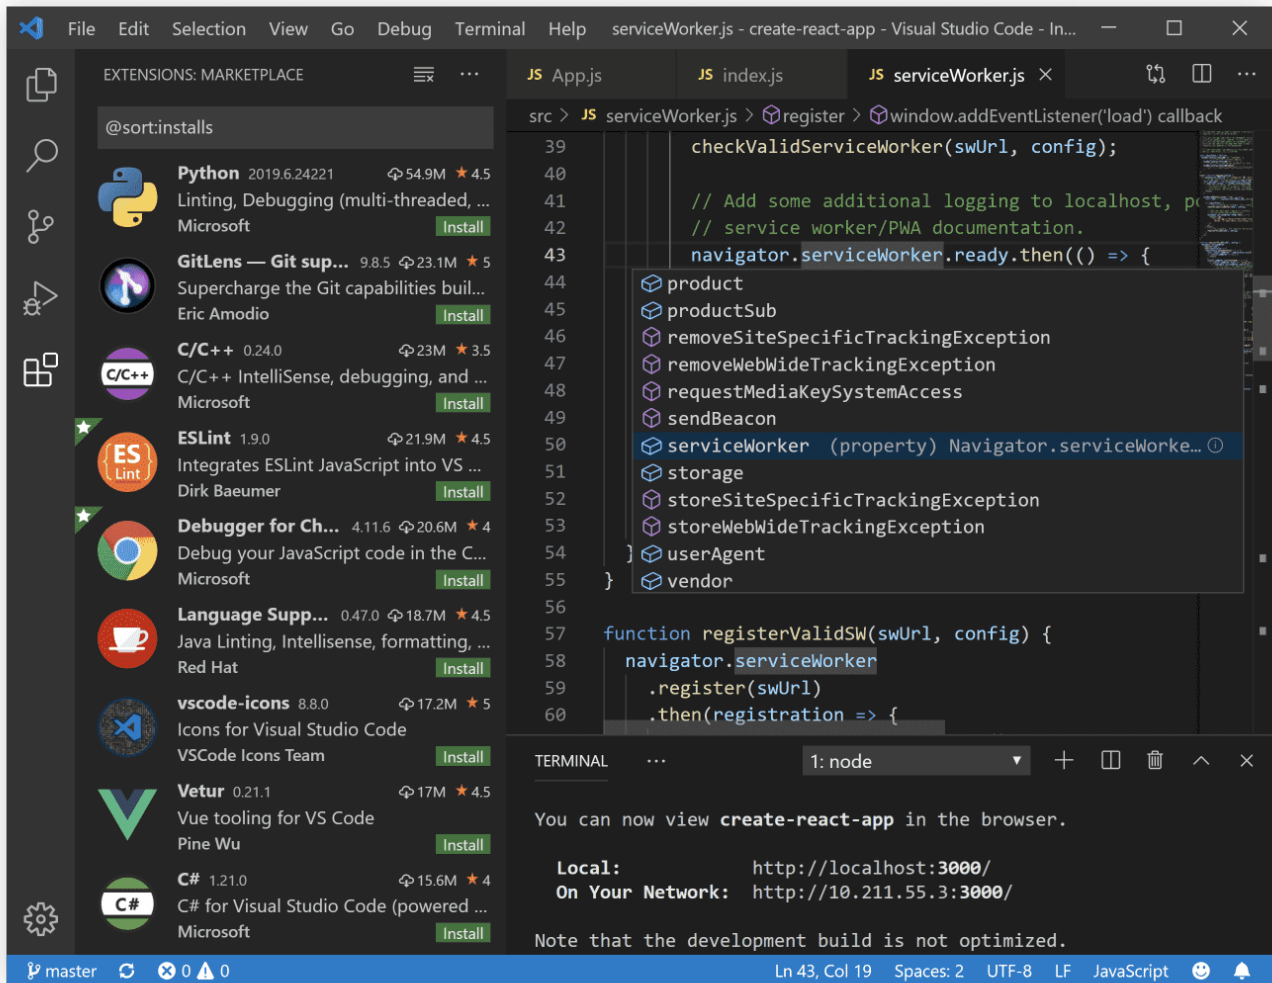 File Edit Selection View Go Debug Terminal Help serviceWorker.js - create-react-app - Visual Studio Code - In...
EXTENSIONS: MARKETPLACE
@sort:installs
Python 2019.6.24221 54.9M 4.5
Linting, Debugging (multi-threaded, ...
Microsoft Install
GitLens — Git sup... 9.8.5 23.1M 5
Supercharge the Git capabilities buil...
Eric Amodio Install
C/C++
C/C++ 0.24.0 23M 3.5
C/C++ IntelliSense, debugging, and ...
Microsoft Install
ES Lint
ESLint 1.9.0 21.9M 4.5
Integrates ESLint JavaScript into VS ...
Dirk Baeumer Install
Debugger for Ch... 4.11.6 20.6M 4
Debug your JavaScript code in the C...
Microsoft Install
Language Supp... 0.47.0 18.7M 4.5
Java Linting, Intellisense, formatting, ...
Red Hat Install
vscode-icons 8.8.0 17.2M 5
Icons for Visual Studio Code
VSCode Icons Team Install
Vetur 0.21.1 17M 4.5
Vue tooling for VS Code
Pine Wu Install
C#
C# 1.21.0 15.6M 4
C# for Visual Studio Code (powered ...
Microsoft Install
JS App.js JS index.js JS serviceWorker.js
src > JS serviceWorker.js > register > window.addEventListener('load') callback
39 checkValidServiceWorker(swUrl, config);
40
41 // Add some additional logging to localhost, po
42 // service worker/PWA documentation.
43 navigator.serviceWorker.ready.then(() => {
44 product
45 productSub
46 removeSiteSpecificTrackingException
47 removeWebWideTrackingException
48 requestMediaKeySystemAccess
49 sendBeacon
50 serviceWorker (property) Navigator.serviceWorke...
51 storage
52 storeSiteSpecificTrackingException
53 storeWebWideTrackingException
54 } userAgent
55 } vendor
56
57 function registerValidSW(swUrl, config) {
58 navigator.serviceWorker
59 .register(swUrl)
60 .then(registration => {
TERMINAL ... 1: node
You can now view create-react-app in the browser.
Local: http://localhost:3000/
On Your Network: http://10.211.55.3:3000/
Note that the development build is not optimized.
master 0 0 Ln 43, Col 19 Spaces: 2 UTF-8 LF JavaScript